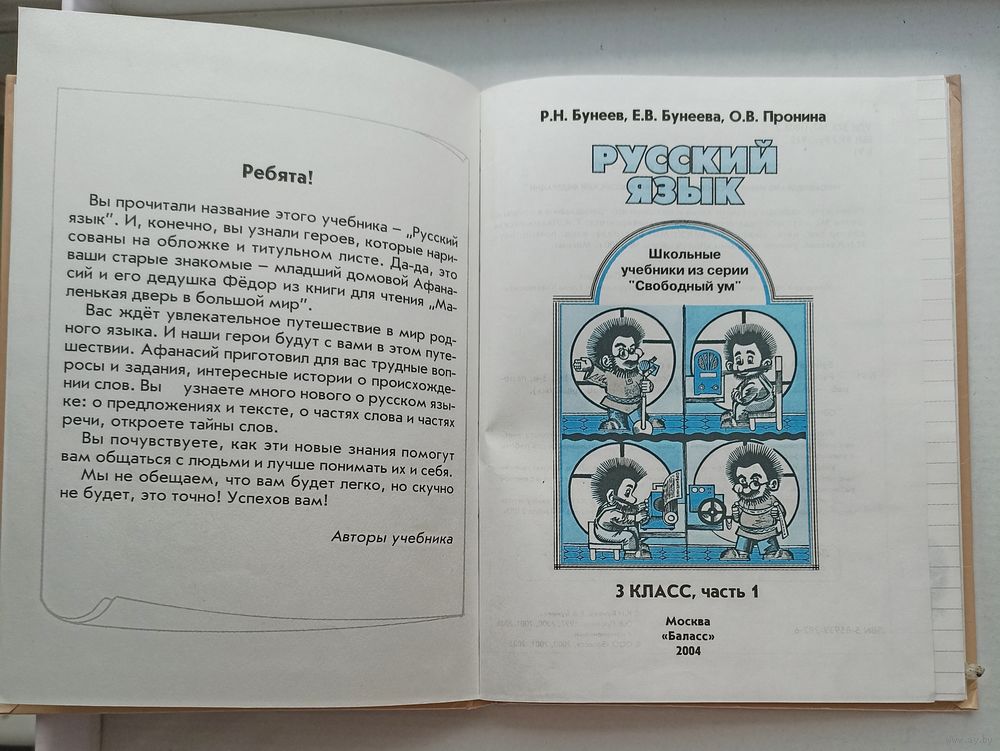 Ребята!
Вы прочитали название этого учебника – „Русский
язык". И, конечно, вы узнали героев, которые нари-
сованы на обложке и титульном листе. Да-да, это
ваши старые знакомые – младший домовой Афана-
сий и его дедушка Фёдор из книги для чтения „Ма-
ленькая дверь в большой мир".
Вас ждёт увлекательное путешествие в мир род-
ного языка. И наши герои будут с вами в этом путе-
шествии. Афанасий приготовил для вас трудные воп-
росы и задания, интересные истории о происхожде-
нии слов. Вы узнаете много нового о русском язы-
ке: о предложениях и тексте, о частях слова и частях
речи, откроете тайны слов.
Вы почувствуете, как эти новые знания помогут
вам общаться с людьми и лучше понимать их и себя.
Мы не обещаем, что вам будет легко, но скучно
не будет, это точно! Успехов вам!
Авторы учебника
Р.Н. Бунеев, Е.В. Бунеева, О.В. Пронина
РУССКИЙ
ЯЗЫК
Школьные
учебники из серии
"Свободный ум"
3 КЛАСС, часть 1
Москва
«Баласс»
2004
www.ay.by